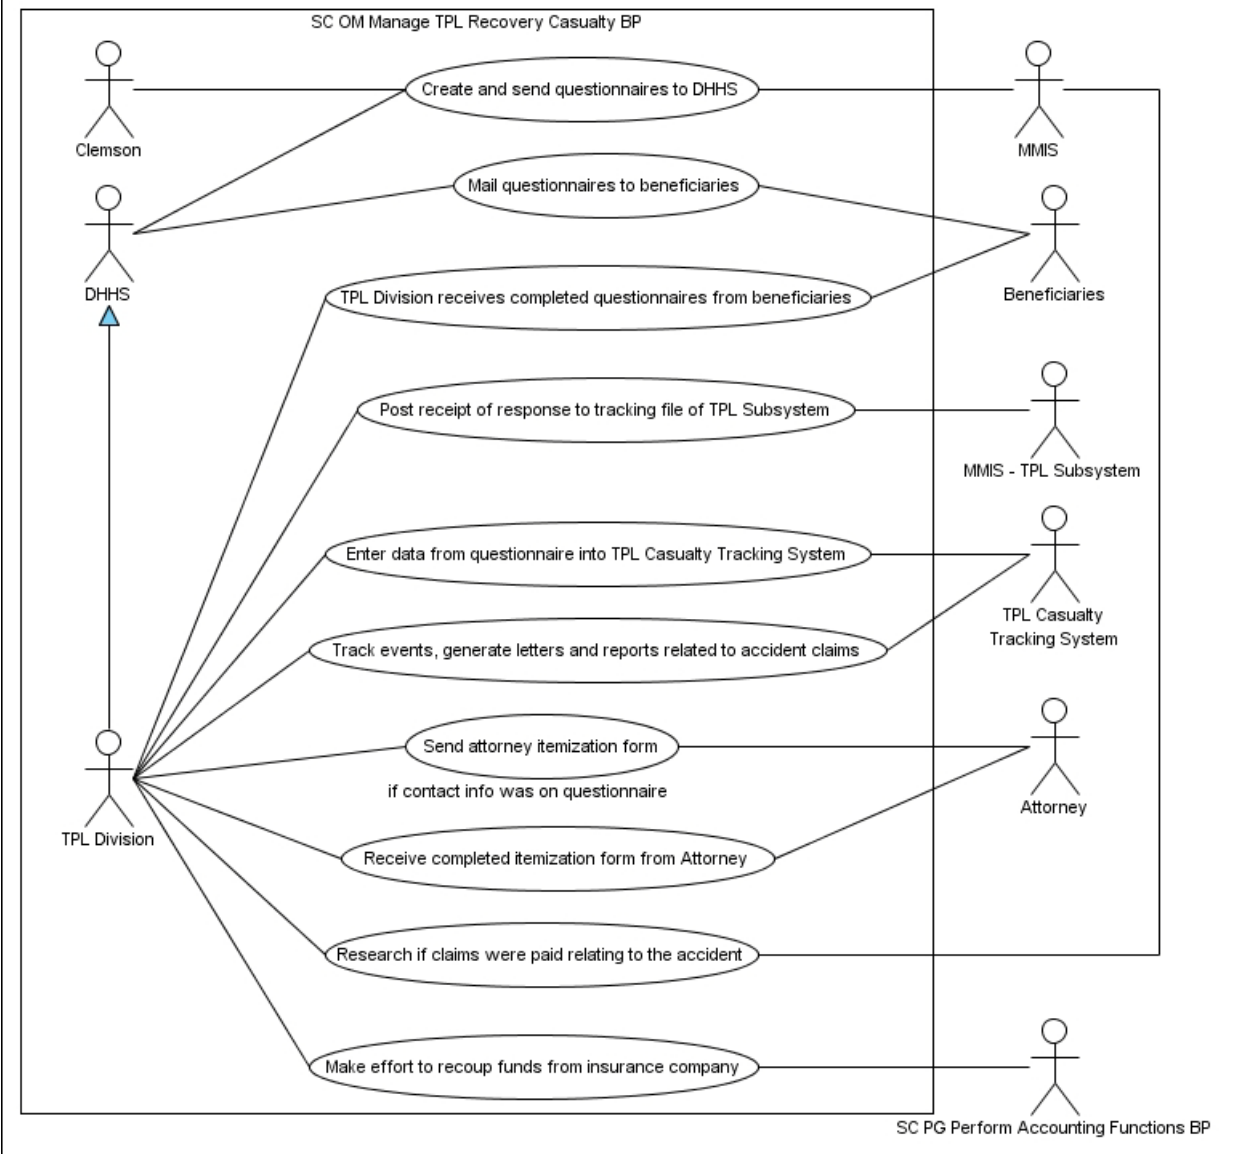 SC OM Manage TPL Recovery Casualty BP
Create and send questionnaires to DHHS
Clemson
MMIS
Mail questionnaires to beneficiaries
DHHS
TPL Division receives completed questionnaires from beneficiaries
Beneficiaries
Post receipt of response to tracking file of TPL Subsystem
MMIS - TPL Subsystem
Enter data from questionnaire into TPL Casualty Tracking System
TPL Casualty
Tracking System
Track events, generate letters and reports related to accident claims
Send attorney itemization form
if contact info was on questionnaire
Attorney
TPL Division
Receive completed itemization form from Attorney
Research if claims were paid relating to the accident
Make effort to recoup funds from insurance company
SC PG Perform Accounting Functions BP